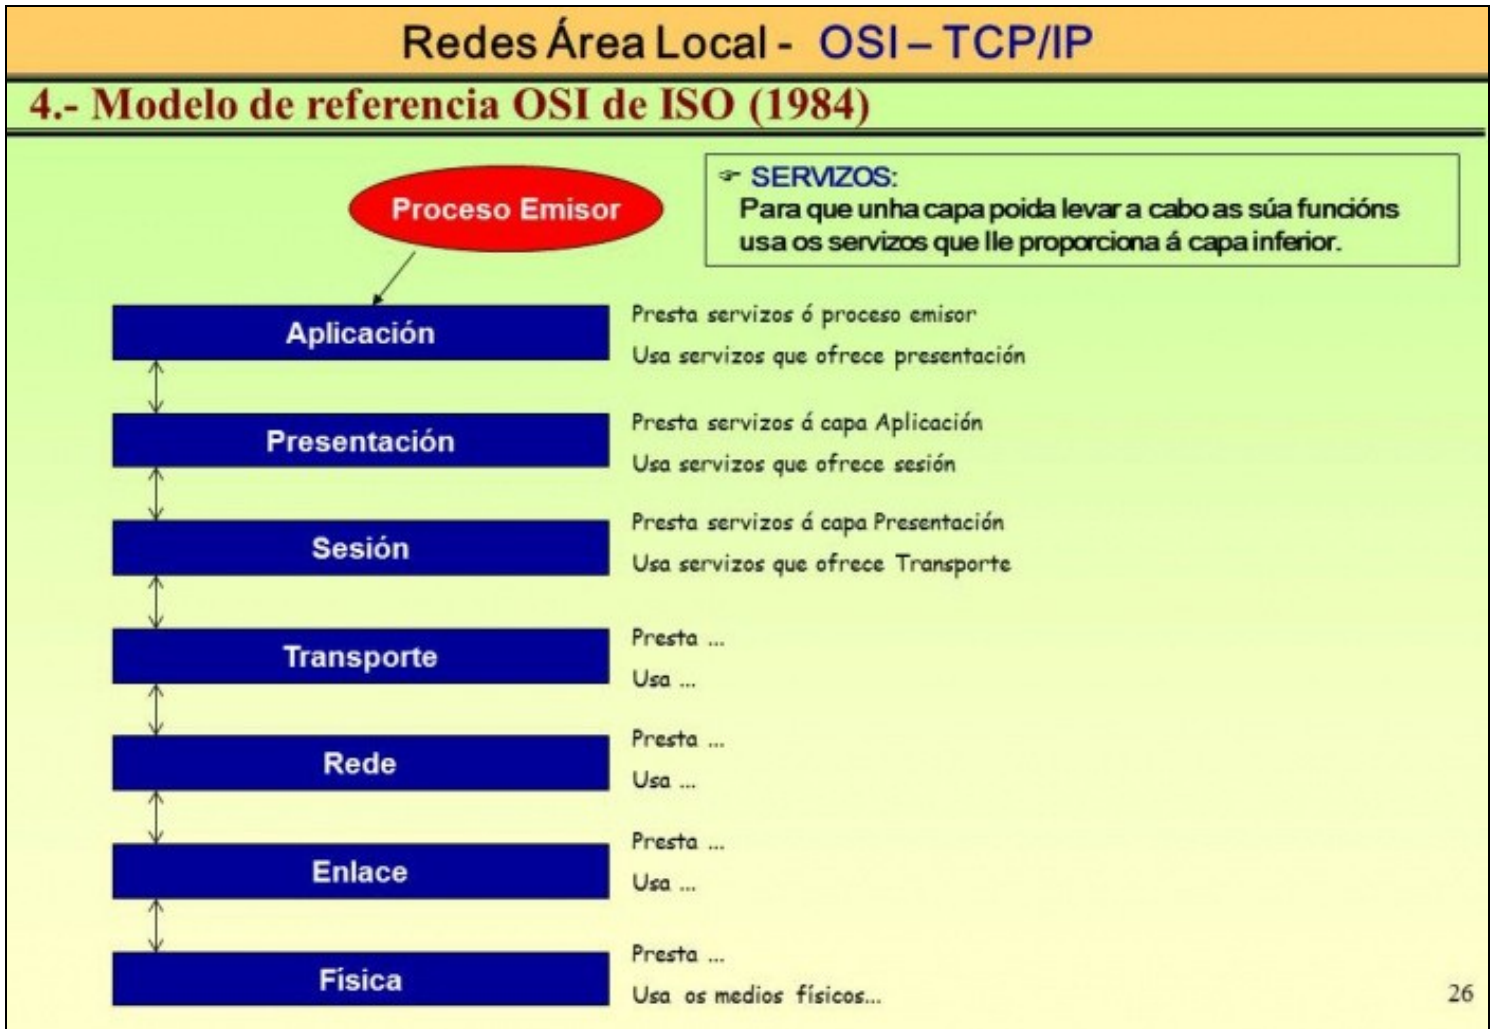 Redes Área Local - OSI – TCP/IP
4.- Modelo de referencia OSI de ISO (1984)
Proceso Emisor
☞ SERVIZOS:
Para que unha capa poida levar a cabo as súa funcións
usa os servizos que lle proporciona á capa inferior.
Aplicación
Presta servizos ó proceso emisor
Usa servizos que ofrece presentación
Presentación
Presta servizos á capa Aplicación
Usa servizos que ofrece sesión
Sesión
Presta servizos á capa Presentación
Usa servizos que ofrece Transporte
Transporte
Presta ...
Usa ...
Rede
Presta ...
Usa ...
Enlace
Presta ...
Usa ...
Física
Presta ...
Usa os medios físicos...
26